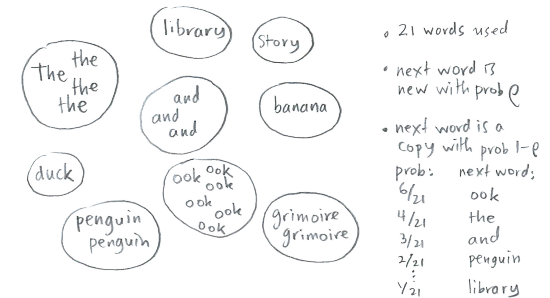 library
Story
The the
the
the
and
and
and
banana
duck
ook ook
ook
ook
ook
ook
penguin
penguin
grimoire
grimoire
• 21 words used
• next word is
new with prob ρ
• next word is a
copy with prob 1-ρ
prob: next word:
6/21 ook
4/21 the
3/21 and
2/21 penguin
⋮
1/21 library